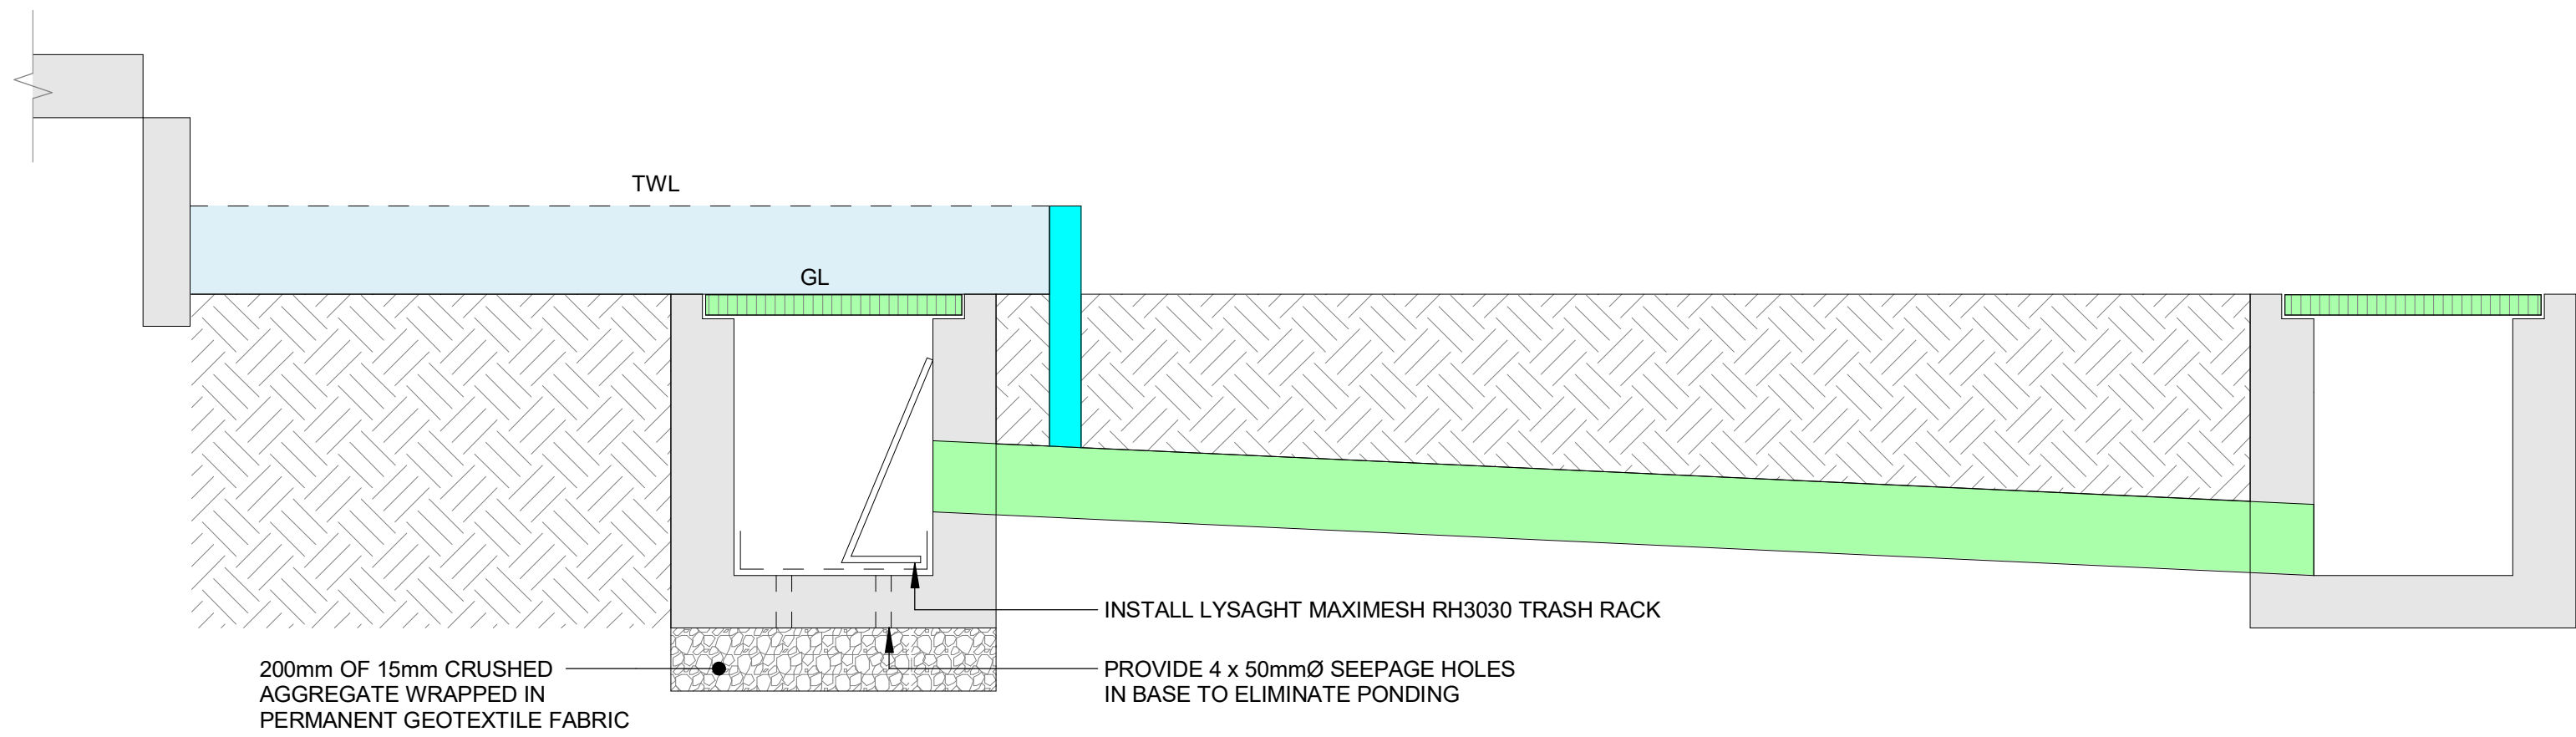 TWL
GL
INSTALL LYSAGHT MAXIMESH RH3030 TRASH RACK
200mm OF 15mm CRUSHED
AGGREGATE WRAPPED IN
PERMANENT GEOTEXTILE FABRIC
PROVIDE 4 x 50mmØ SEEPAGE HOLES
IN BASE TO ELIMINATE PONDING